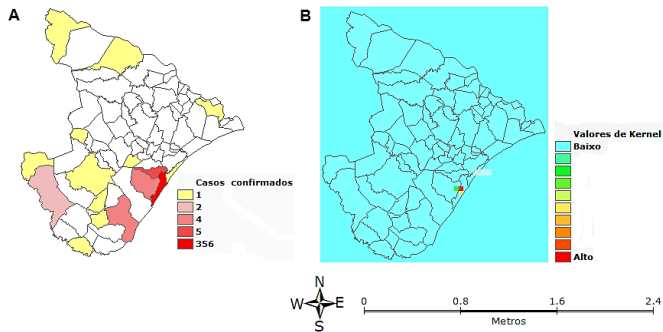 A
B
Casos confirmados
1
2
4
5
356
Valores de Kernel
Baixo
Alto
N
W E
S
0 0.8 1.6 2.4
Metros